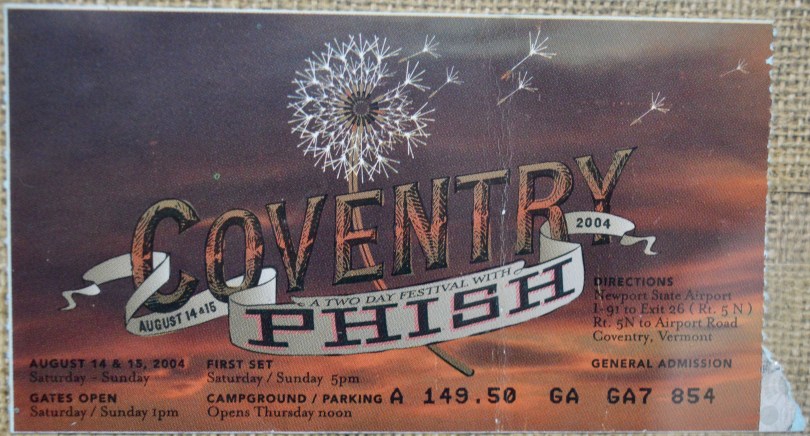 COVENTRY
2004
AUGUST 14 & 15
A TWO DAY FESTIVAL WITH
PHISH
DIRECTIONS
Newport State Airport
I-91 to Exit 26 ( Rt. 5 N )
Rt. 5N to Airport Road
Coventry, Vermont
AUGUST 14 & 15, 2004
Saturday - Sunday
FIRST SET
Saturday / Sunday 5pm
GENERAL ADMISSION
GATES OPEN
Saturday / Sunday 1pm
CAMPGROUND / PARKING
Opens Thursday noon
A 149.50 GA GA7 854